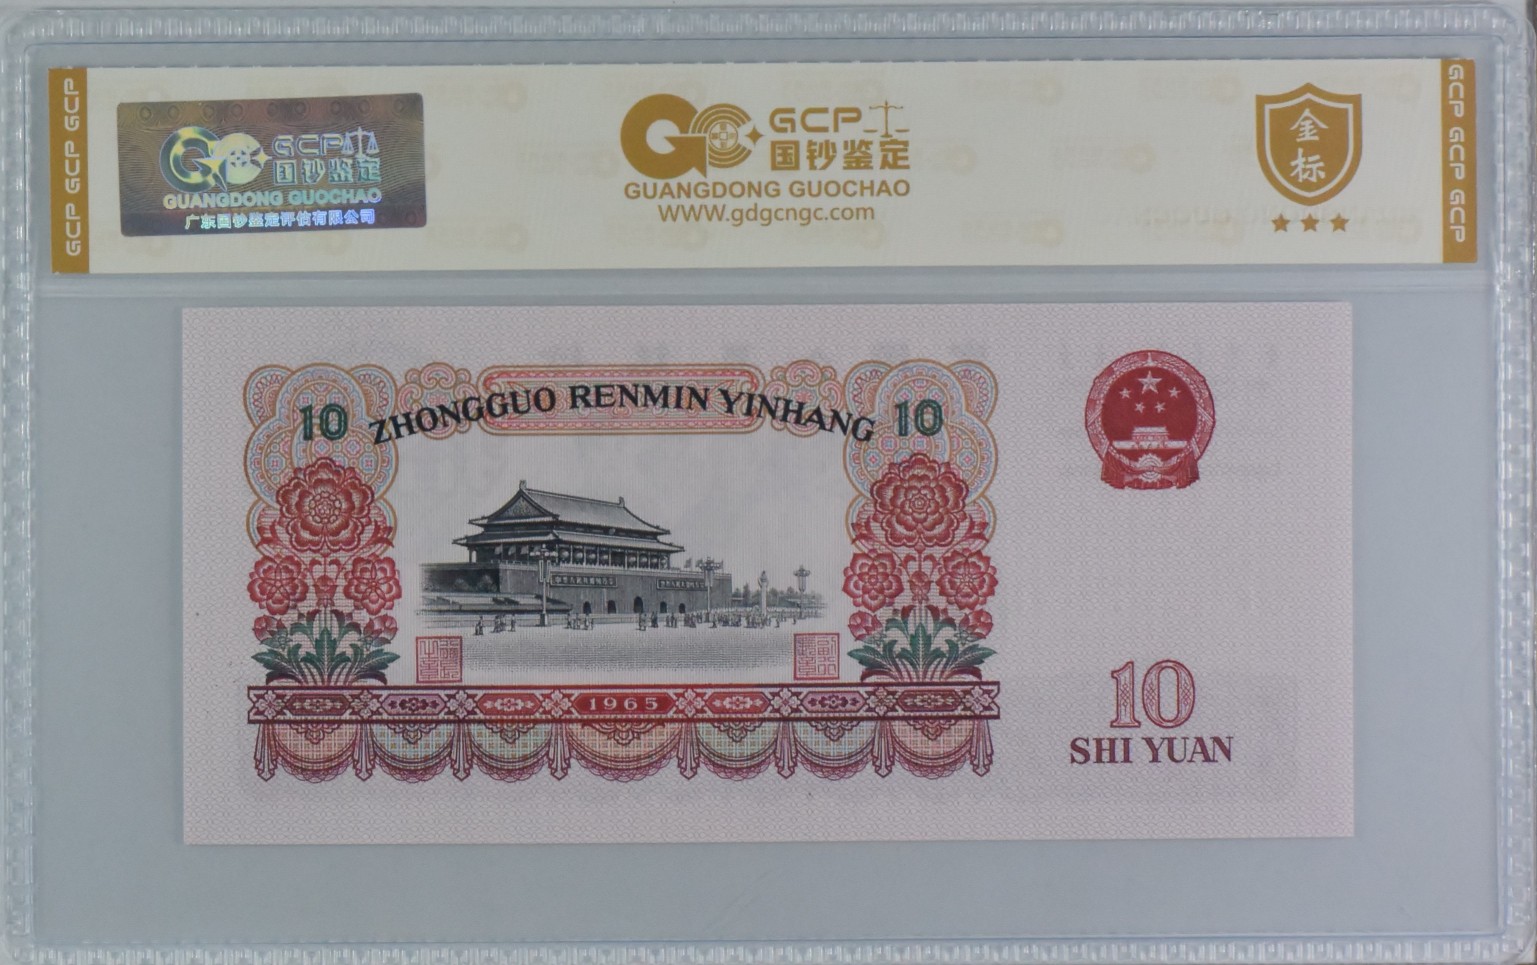 GCP GCP GCP
GCP 国钞鉴定
GUANGDONG GUOCHAO
广东国钞鉴定评估有限公司
GCP
国钞鉴定
GUANGDONG GUOCHAO
WWW.gdgcngc.com
金标
GCP GCP GCP
10 ZHONGGUO RENMIN YINHANG 10
1965
10
SHI YUAN